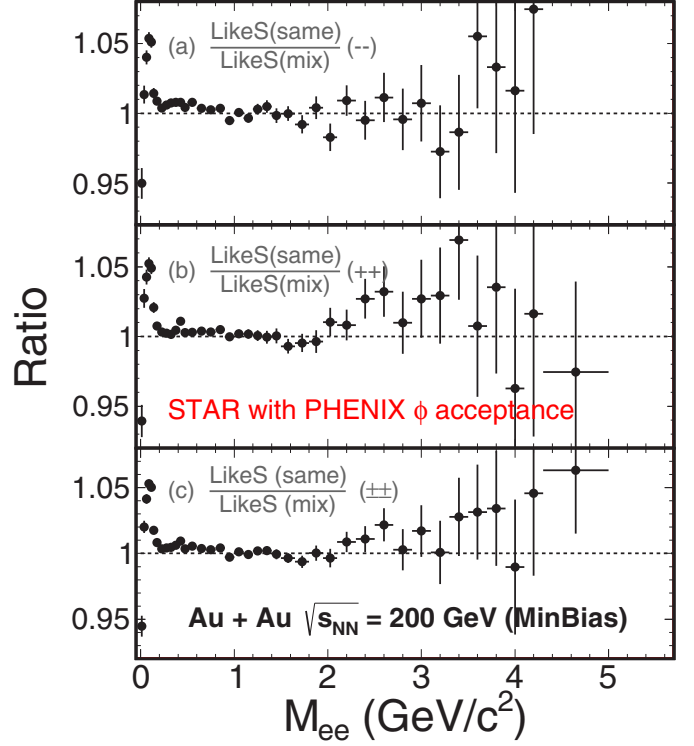 1.05
(a) LikeS(same) (--)
LikeS(mix)
1
0.95
1.05
(b) LikeS(same) (++)
LikeS(mix)
1
0.95
STAR with PHENIX ϕ acceptance
1.05
(c) LikeS (same) (±±)
LikeS (mix)
1
0.95
Au + Au √s_NN = 200 GeV (MinBias)
Ratio
0 1 2 3 4 5
M_ee (GeV/c²)